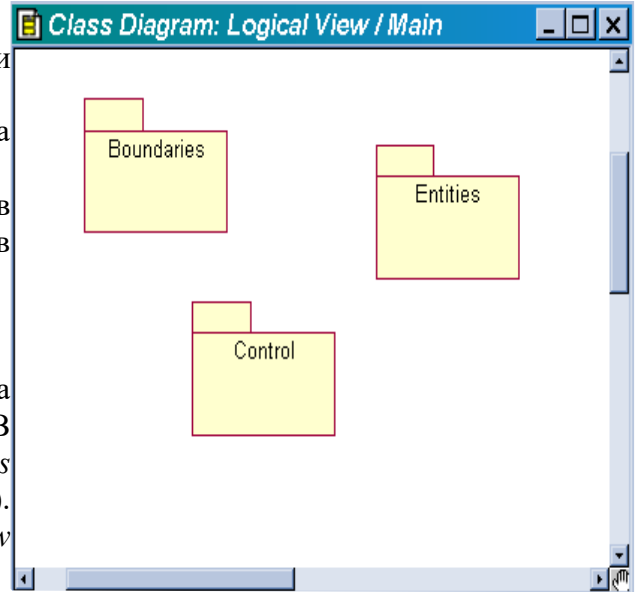 Class Diagram: Logical View / Main
и
а
Boundaries
в
Entities
в
Control
а
В
s
).
w